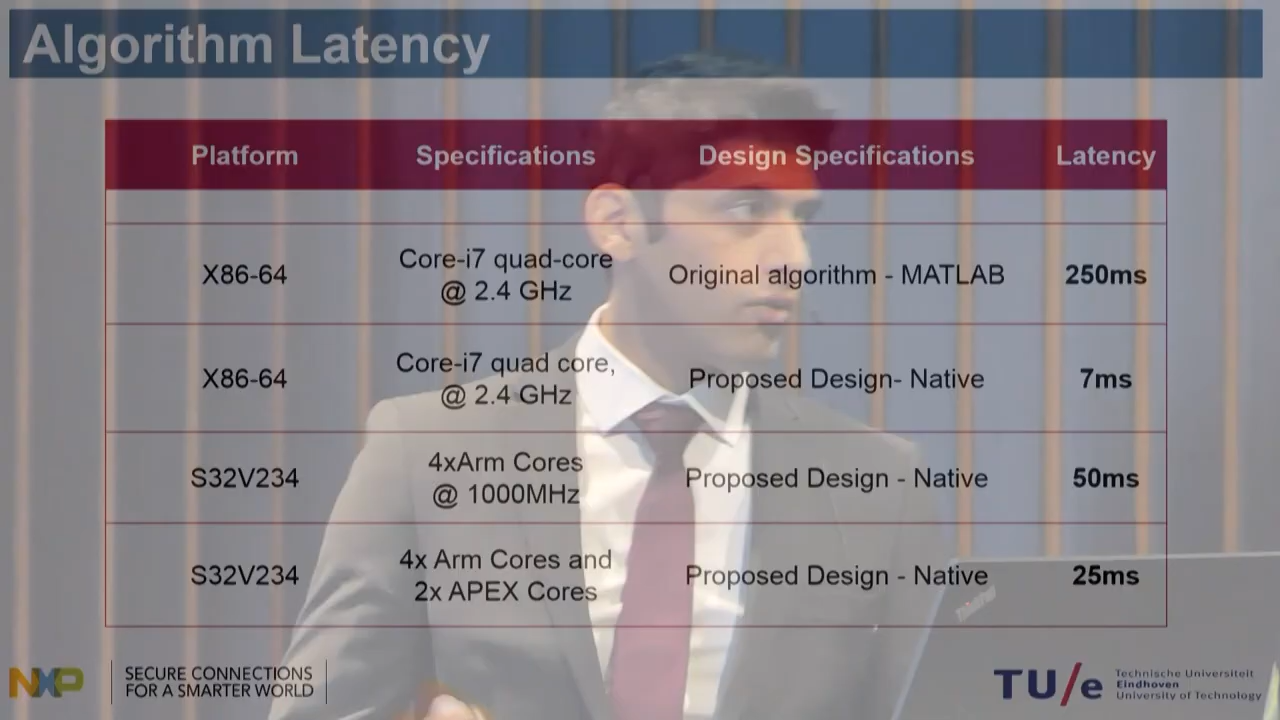 Algorithm Latency
Platform Specifications Design Specifications Latency
X86-64 Core-i7 quad-core @ 2.4 GHz Original algorithm - MATLAB 250ms
X86-64 Core-i7 quad core, @ 2.4 GHz Proposed Design- Native 7ms
S32V234 4xArm Cores @ 1000MHz Proposed Design - Native 50ms
S32V234 4x Arm Cores and 2x APEX Cores Proposed Design - Native 25ms
NXP
SECURE CONNECTIONS
FOR A SMARTER WORLD
TU/e
Technische Universiteit
Eindhoven
University of Technology